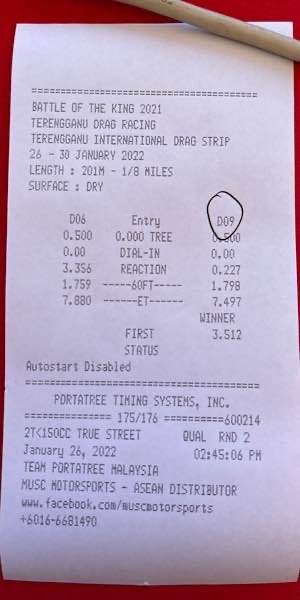 =====================================
BATTLE OF THE KING 2021
TERENGGANU DRAG RACING
TERENGGANU INTERNATIONAL DRAG STRIP
26 - 30 JANUARY 2022
LENGTH : 201M - 1/8 MILES
SURFACE : DRY
D06 Entry D09
0.500 0.000 TREE 0.500
0.00 DIAL-IN 0.00
3.356 REACTION 0.227
1.759 -----60FT----- 1.798
7.880 ------ET------ 7.497
WINNER
FIRST 3.512
STATUS
Autostart Disabled
=====================================
PORTATREE TIMING SYSTEMS, INC.
============== 175/176 ==========600214
2T<150CC TRUE STREET QUAL RND 2
January 26, 2022 02:45:06 PM
TEAM PORTATREE MALAYSIA
MUSC MOTORSPORTS - ASEAN DISTRIBUTOR
www.facebook.com/muscmotorsports
+6016-6681490